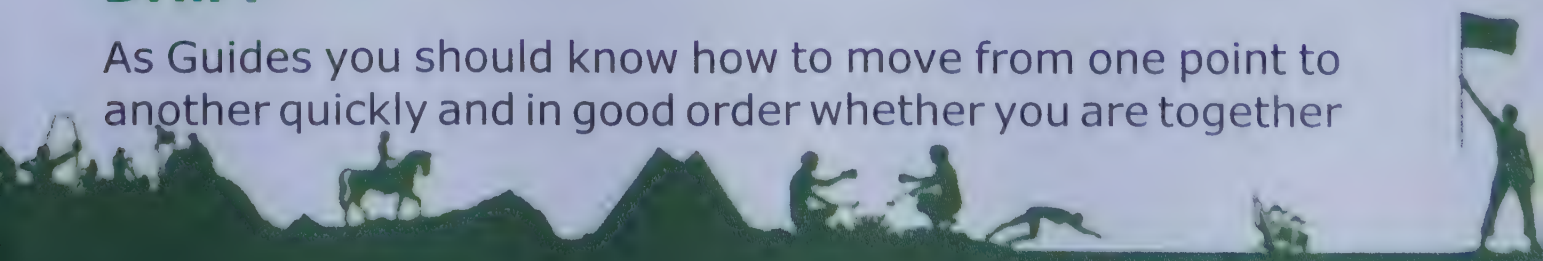 As Guides you should know how to move from one point to
another quickly and in good order whether you are together